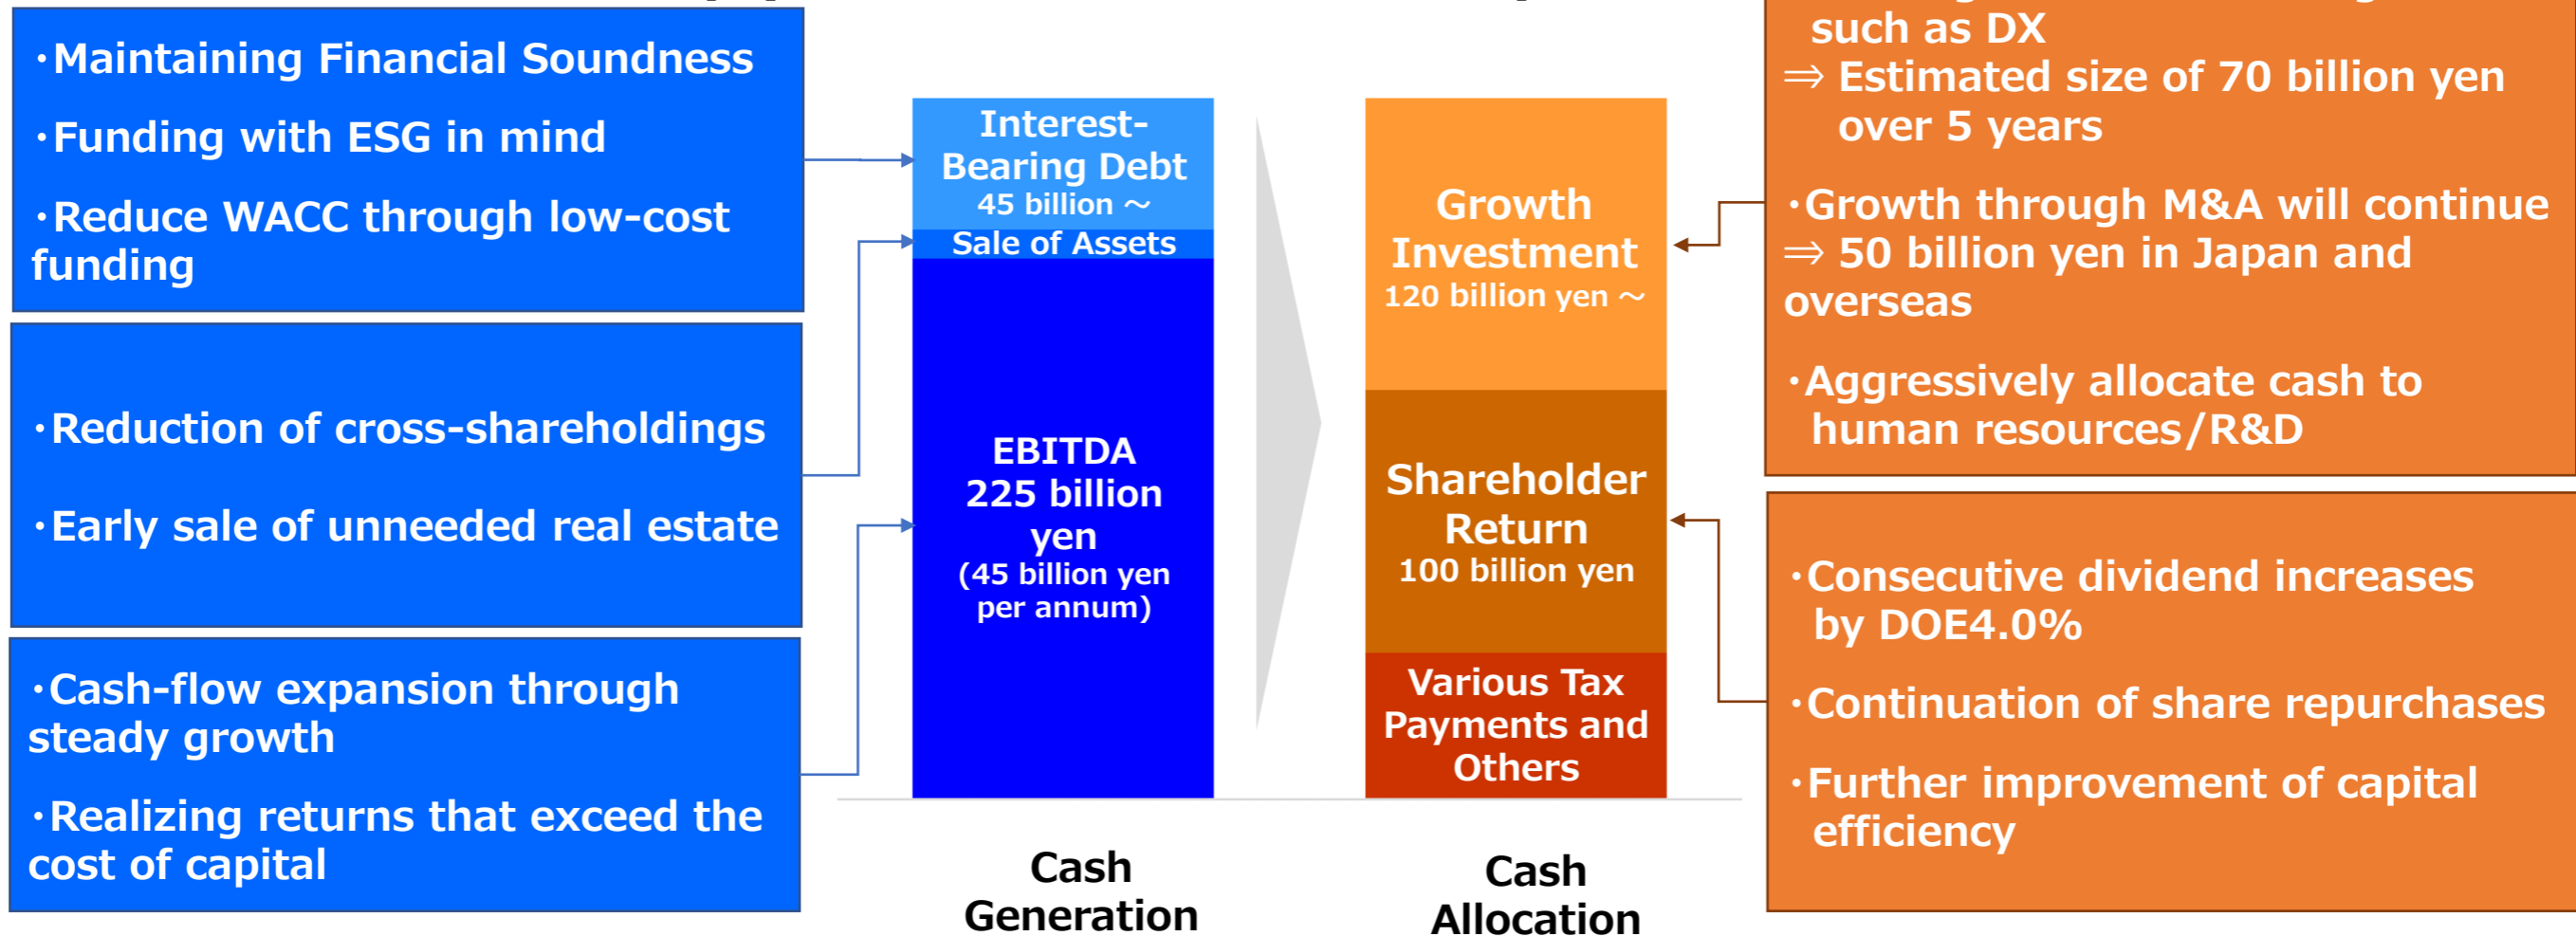 ・Maintaining Financial Soundness
・Funding with ESG in mind
・Reduce WACC through low-cost
funding
・Reduction of cross-shareholdings
・Early sale of unneeded real estate
・Cash-flow expansion through
steady growth
・Realizing returns that exceed the
cost of capital
Interest-
Bearing Debt
45 billion ～
Sale of Assets
EBITDA
225 billion
yen
(45 billion yen
per annum)
Cash
Generation
Growth
Investment
120 billion yen ～
Shareholder
Return
100 billion yen
Various Tax
Payments and
Others
Cash
Allocation
such as DX
⇒ Estimated size of 70 billion yen
over 5 years
・Growth through M&A will continue
⇒ 50 billion yen in Japan and
overseas
・Aggressively allocate cash to
human resources/R&D
・Consecutive dividend increases
by DOE4.0%
・Continuation of share repurchases
・Further improvement of capital
efficiency